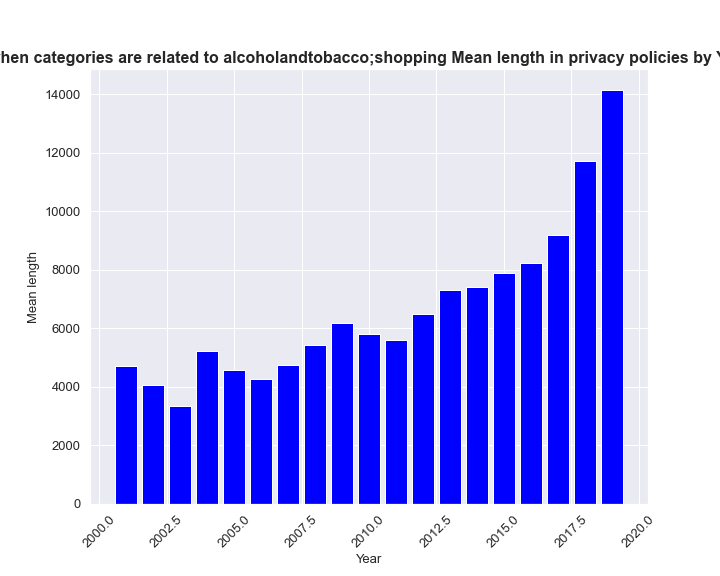 hen categories are related to alcoholandtobacco;shopping Mean length in privacy policies by
14000
12000
10000
8000
6000
4000
2000
0
Mean length
2000.0 2002.5 2005.0 2007.5 2010.0 2012.5 2015.0 2017.5 2020.0
Year